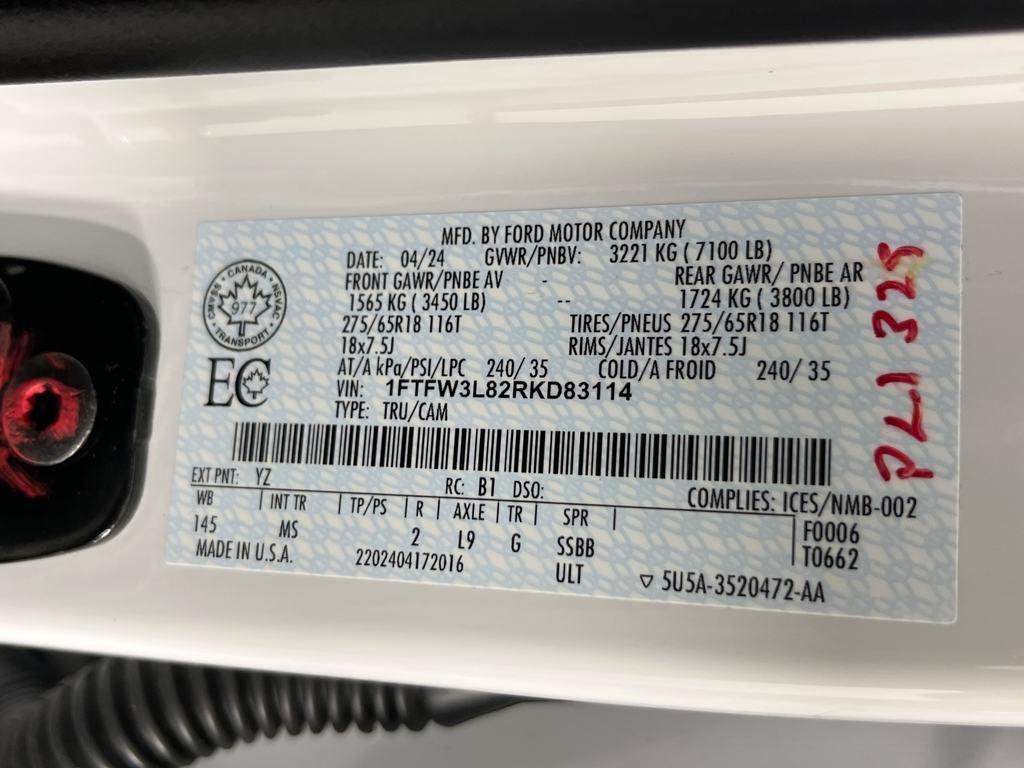 MFD. BY FORD MOTOR COMPANY
DATE: 04/24 GVWR/PNBV: 3221 KG ( 7100 LB)
FRONT GAWR/PNBE AV - REAR GAWR/ PNBE AR
1565 KG ( 3450 LB) -- 1724 KG ( 3800 LB)
275/65R18 116T TIRES/PNEUS 275/65R18 116T
18x7.5J RIMS/JANTES 18x7.5J
AT/A kPa/PSI/LPC 240/ 35 COLD/A FROID 240/ 35
VIN: 1FTFW3L82RKD83114
TYPE: TRU/CAM
CANADA
CMVSS · NSVAC
977
TRANSPORT
EC
EXT PNT: YZ RC: B1 DSO: COMPLIES: ICES/NMB-002
WB INT TR TP/PS R AXLE TR SPR F0006
145 MS 2 L9 G SSBB T0662
MADE IN U.S.A. 2202404172016 ULT ▽ 5U5A-3520472-AA
PL1325